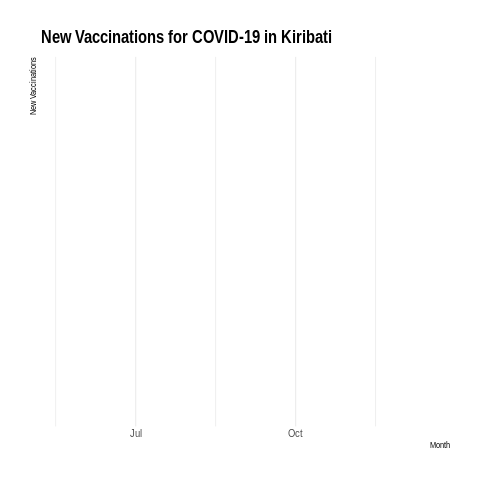 New Vaccinations for COVID-19 in Kiribati
New Vaccinations
Jul
Oct
Month